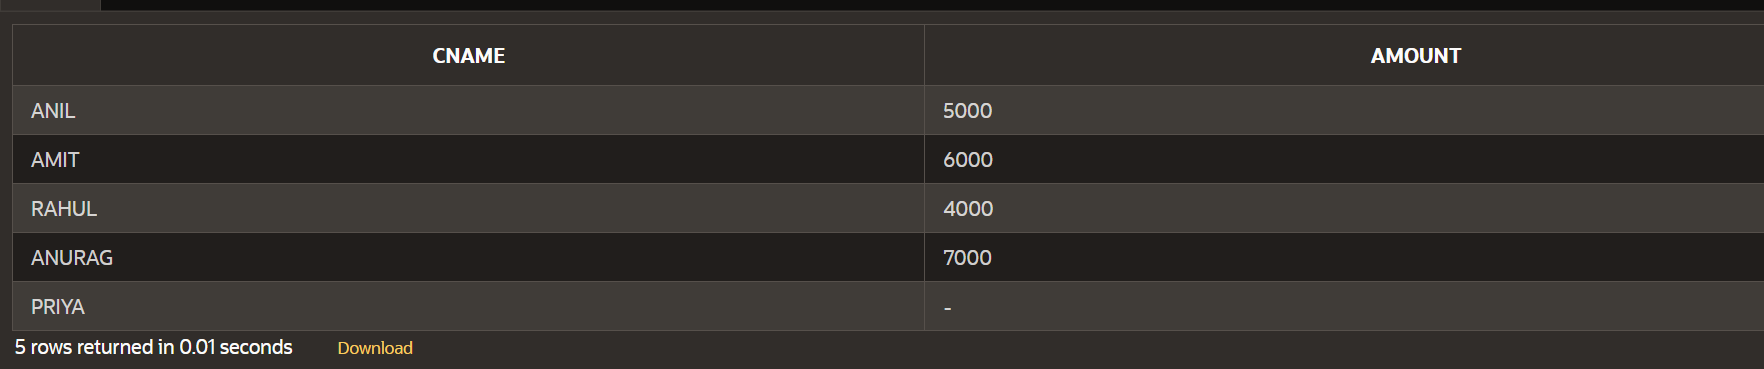 CNAME AMOUNT
ANIL 5000
AMIT 6000
RAHUL 4000
ANURAG 7000
PRIYA -
5 rows returned in 0.01 seconds Download